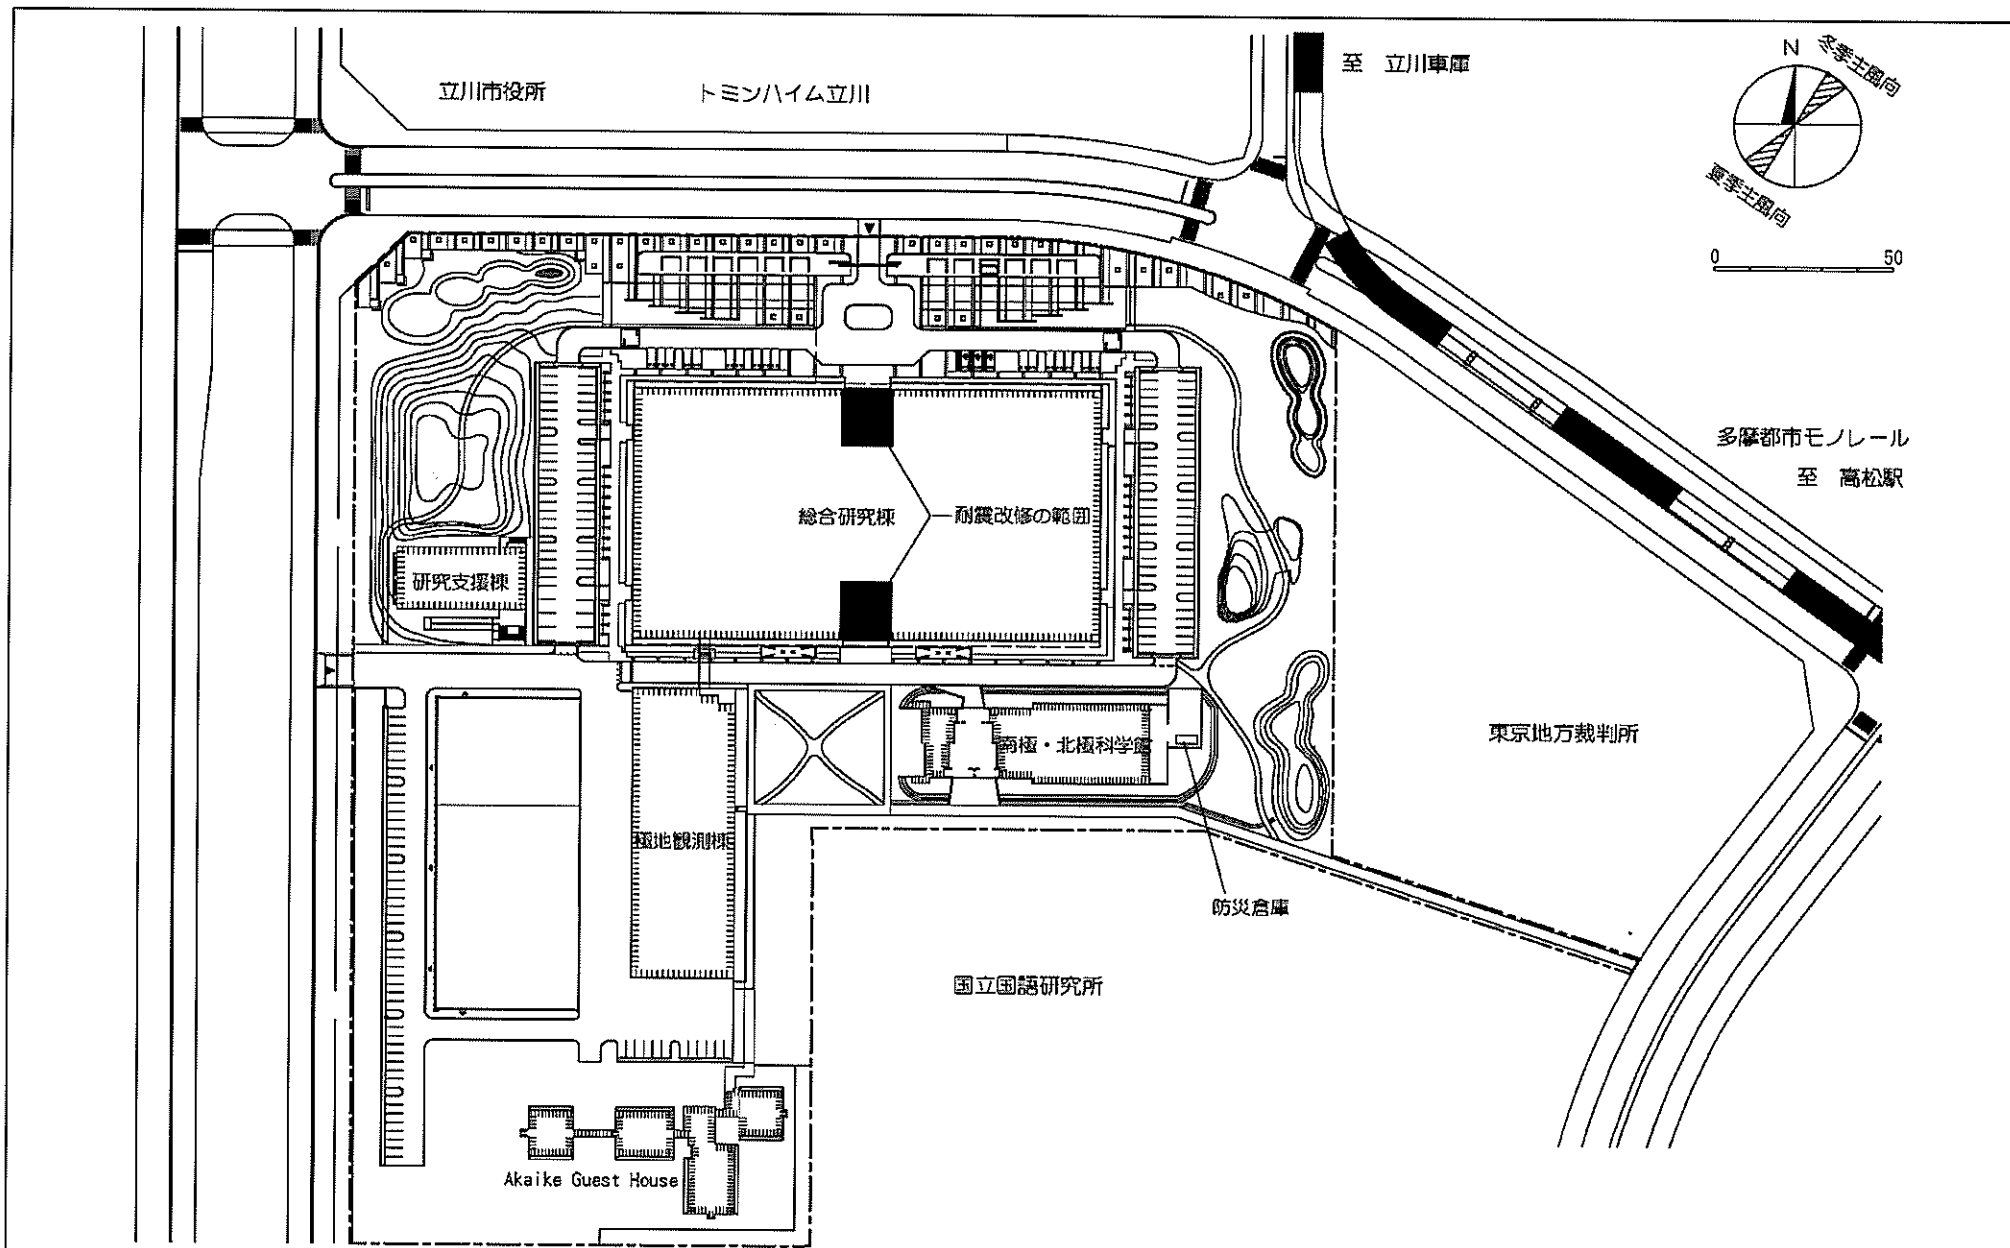 立川市役所
トミンハイム立川
至 立川車庫
N
冬季主風向
夏季主風向
0 50
多摩都市モノレール
至 高松駅
総合研究棟
耐震改修の範囲
研究支援棟
南極・北極科学館
東京地方裁判所
極地観測棟
防災倉庫
国立国語研究所
Akaike Guest House